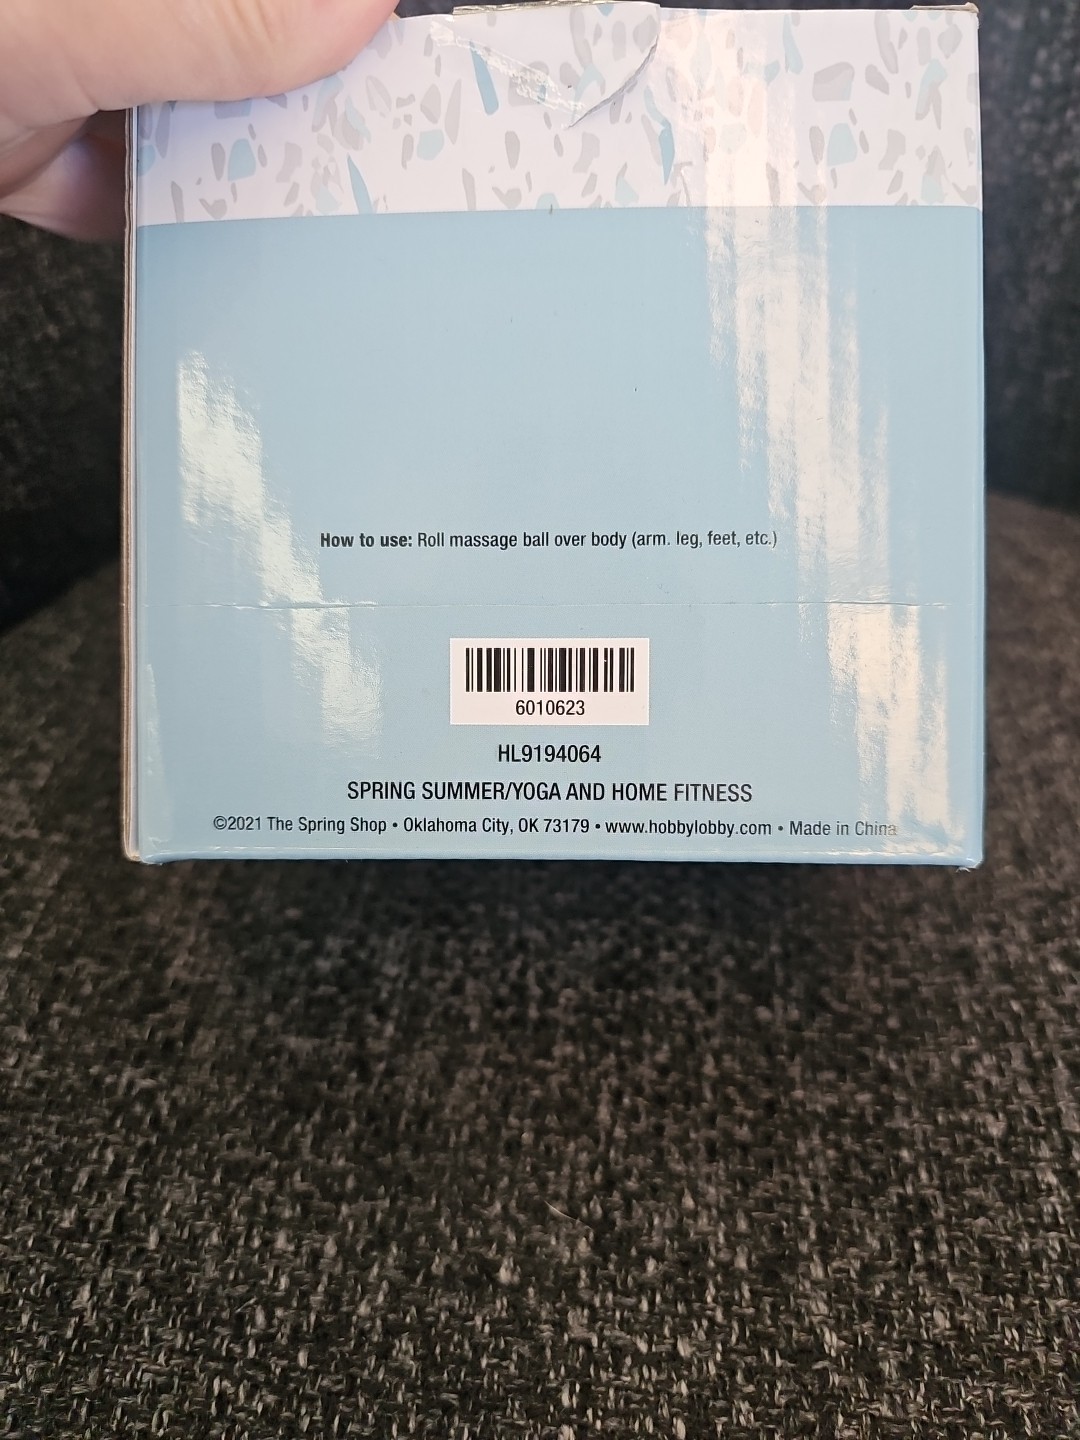 How to use: Roll massage ball over body (arm. leg, feet, etc.)
6010623
HL9194064
SPRING SUMMER/YOGA AND HOME FITNESS
©2021 The Spring Shop • Oklahoma City, OK 73179 • www.hobbylobby.com • Made in China